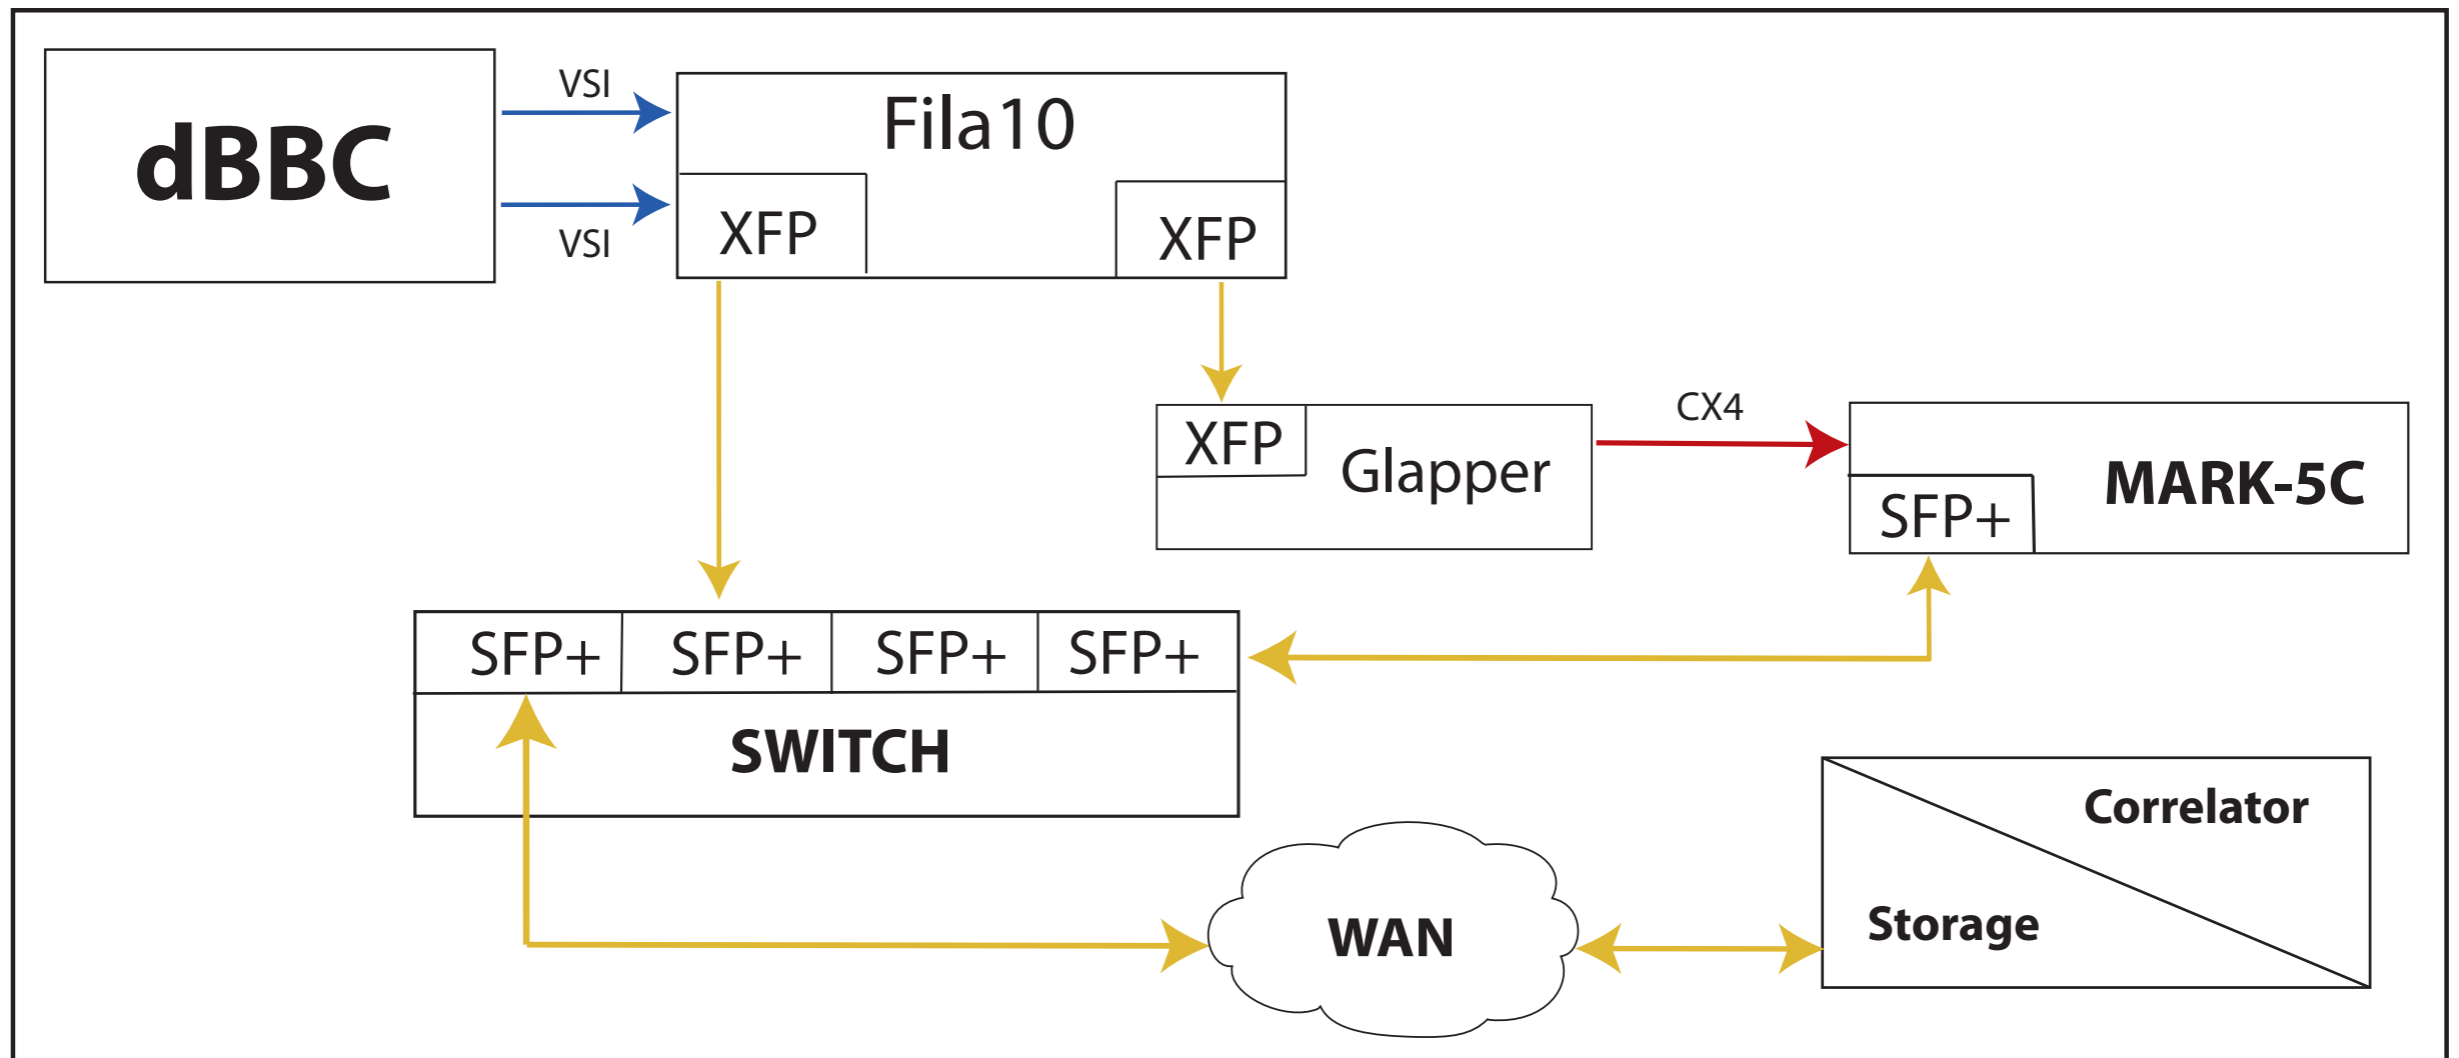 dBBC
VSI
VSI
Fila10
XFP
XFP
XFP
Glapper
CX4
MARK-5C
SFP+
SFP+ SFP+ SFP+ SFP+
SWITCH
WAN
Correlator
Storage